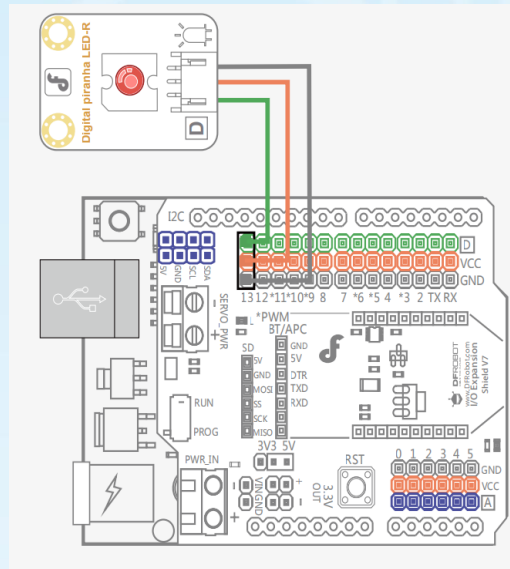 Digital piranha LED-R
D
I2C
D
VCC
GND
5V
GND
SCL
SDA
13 12 *11 *10 *9 8 7 *6 *5 4 *3 2 TX RX
SERVO_PWR
-
+
L
*PWM
BT/APC
SD
5V
GND
MOSI
SS
SCK
MISO
GND
5V
DTR
TXD
RXD
DFROBOT
www.DFRobot.com
I/O Expansion
Shield V7
RUN
PROG
PWR_IN
-
+
3V3 5V
VIN
GND
+
-
3.3V
OUT
RST
0 1 2 3 4 5
GND
VCC
A